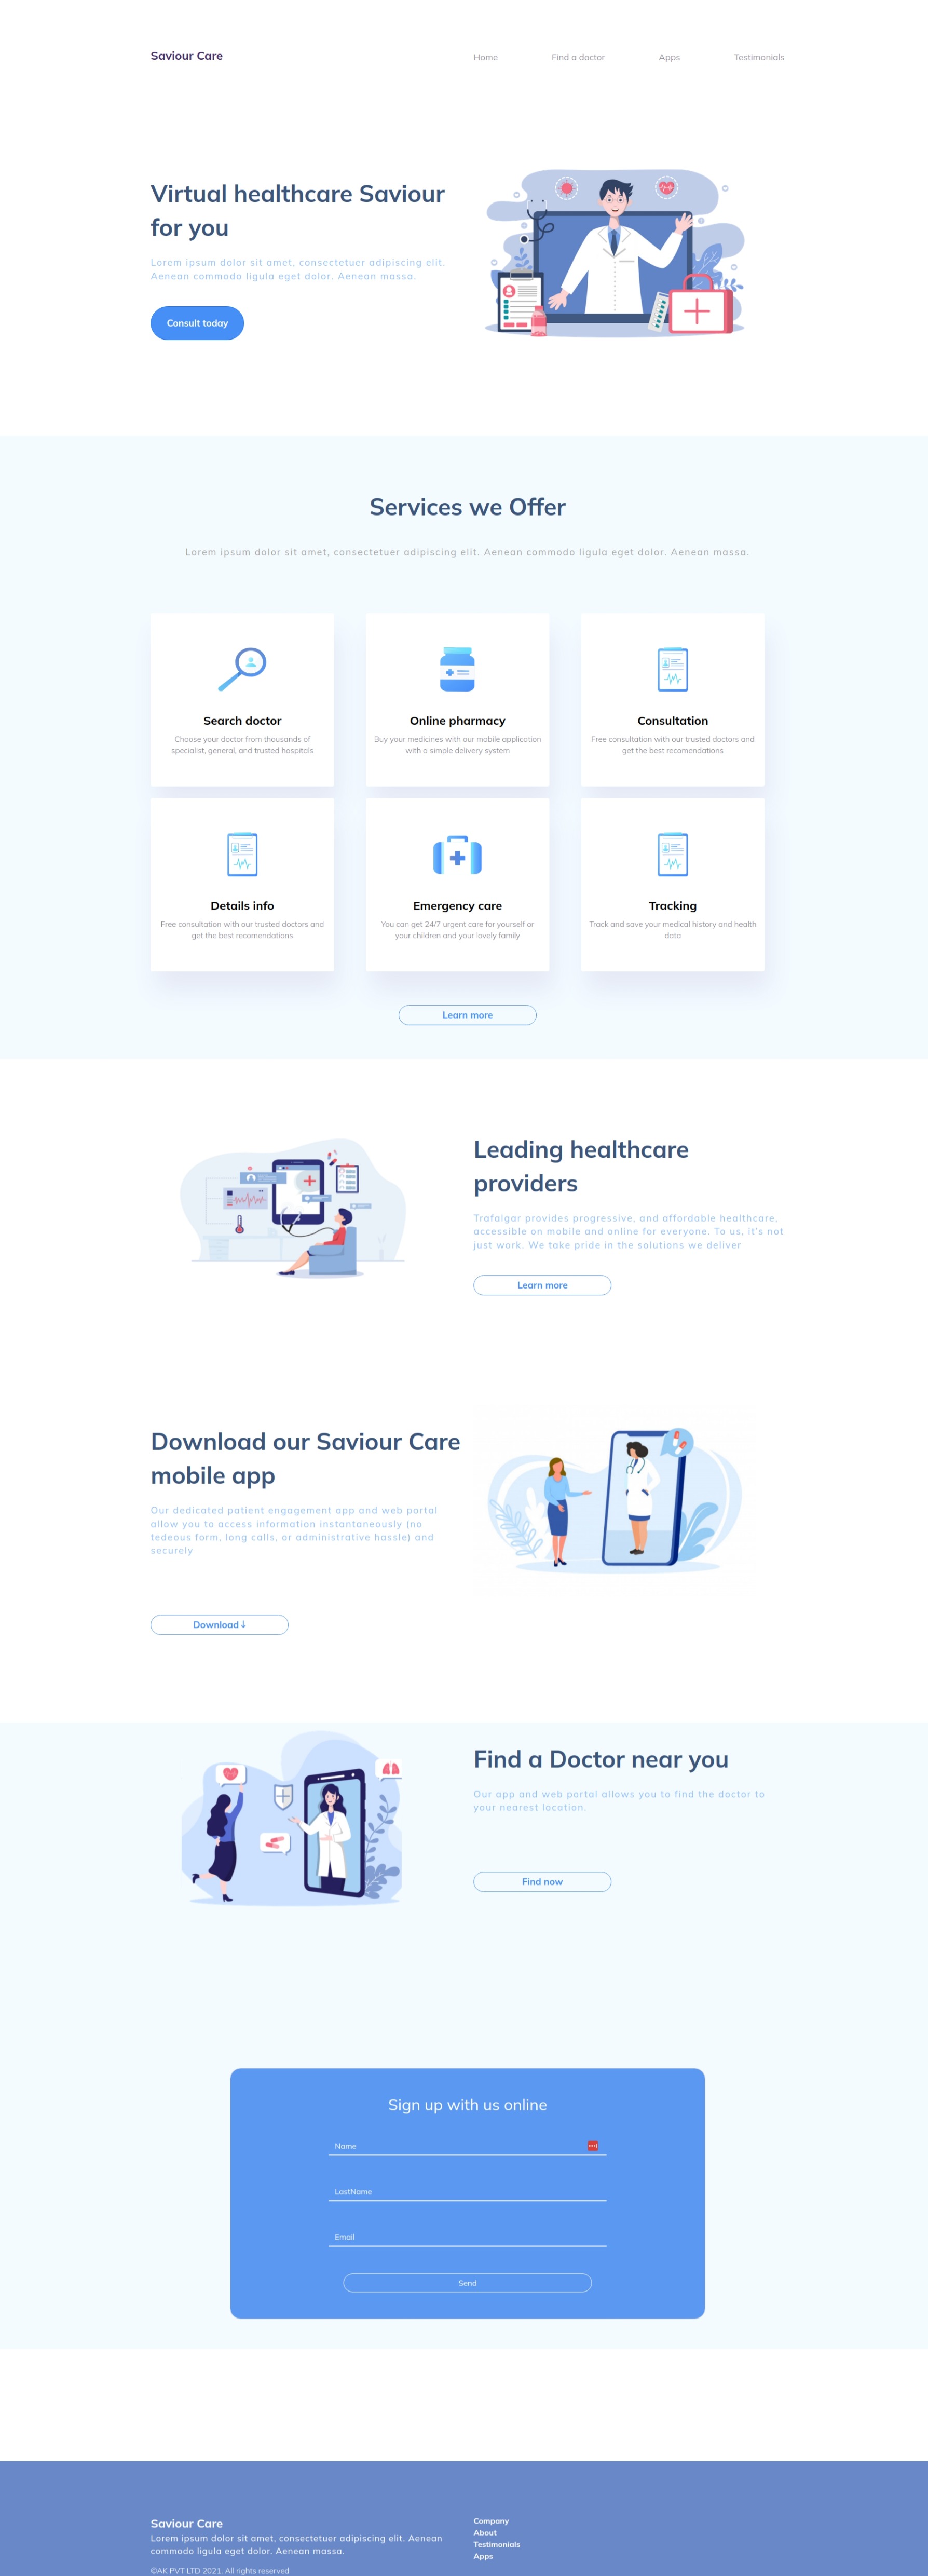 Saviour Care
Home
Find a doctor
Apps
Testimonials
Virtual healthcare Saviour
for you
Lorem ipsum dolor sit amet, consectetuer adipiscing elit.
Aenean commodo ligula eget dolor. Aenean massa.
Consult today
Services we Offer
Lorem ipsum dolor sit amet, consectetuer adipiscing elit. Aenean commodo ligula eget dolor. Aenean massa.
Search doctor
Choose your doctor from thousands of
specialist, general, and trusted hospitals
Online pharmacy
Buy your medicines with our mobile application
with a simple delivery system
Consultation
Free consultation with our trusted doctors and
get the best recomendations
Details info
Free consultation with our trusted doctors and
get the best recomendations
Emergency care
You can get 24/7 urgent care for yourself or
your children and your lovely family
Tracking
Track and save your medical history and health
data
Learn more
Leading healthcare
providers
Trafalgar provides progressive, and affordable healthcare,
accessible on mobile and online for everyone. To us, it's not
just work. We take pride in the solutions we deliver
Learn more
Download our Saviour Care
mobile app
Our dedicated patient engagement app and web portal
allow you to access information instantaneously (no
tedeous form, long calls, or administrative hassle) and
securely
Download ↓
Find a Doctor near you
Our app and web portal allows you to find the doctor to
your nearest location.
Find now
Sign up with us online
Name
LastName
Email
Send
Saviour Care
Lorem ipsum dolor sit amet, consectetuer adipiscing elit. Aenean
commodo ligula eget dolor. Aenean massa.
©AK PVT LTD 2021. All rights reserved
Company
About
Testimonials
Apps